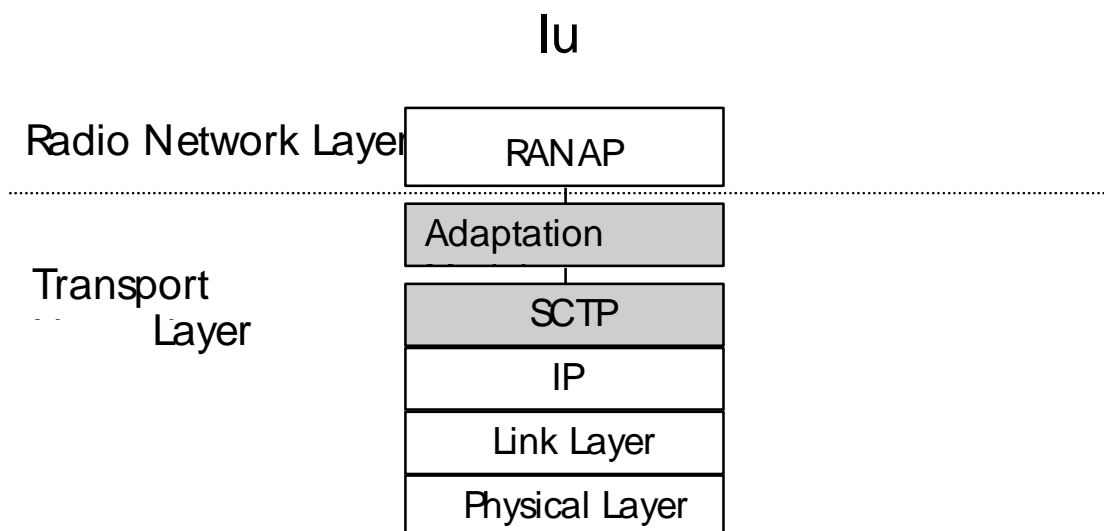 Iu
Radio Network Layer
RANAP
Adaptation
Transport
Layer
SCTP
IP
Link Layer
Physical Layer